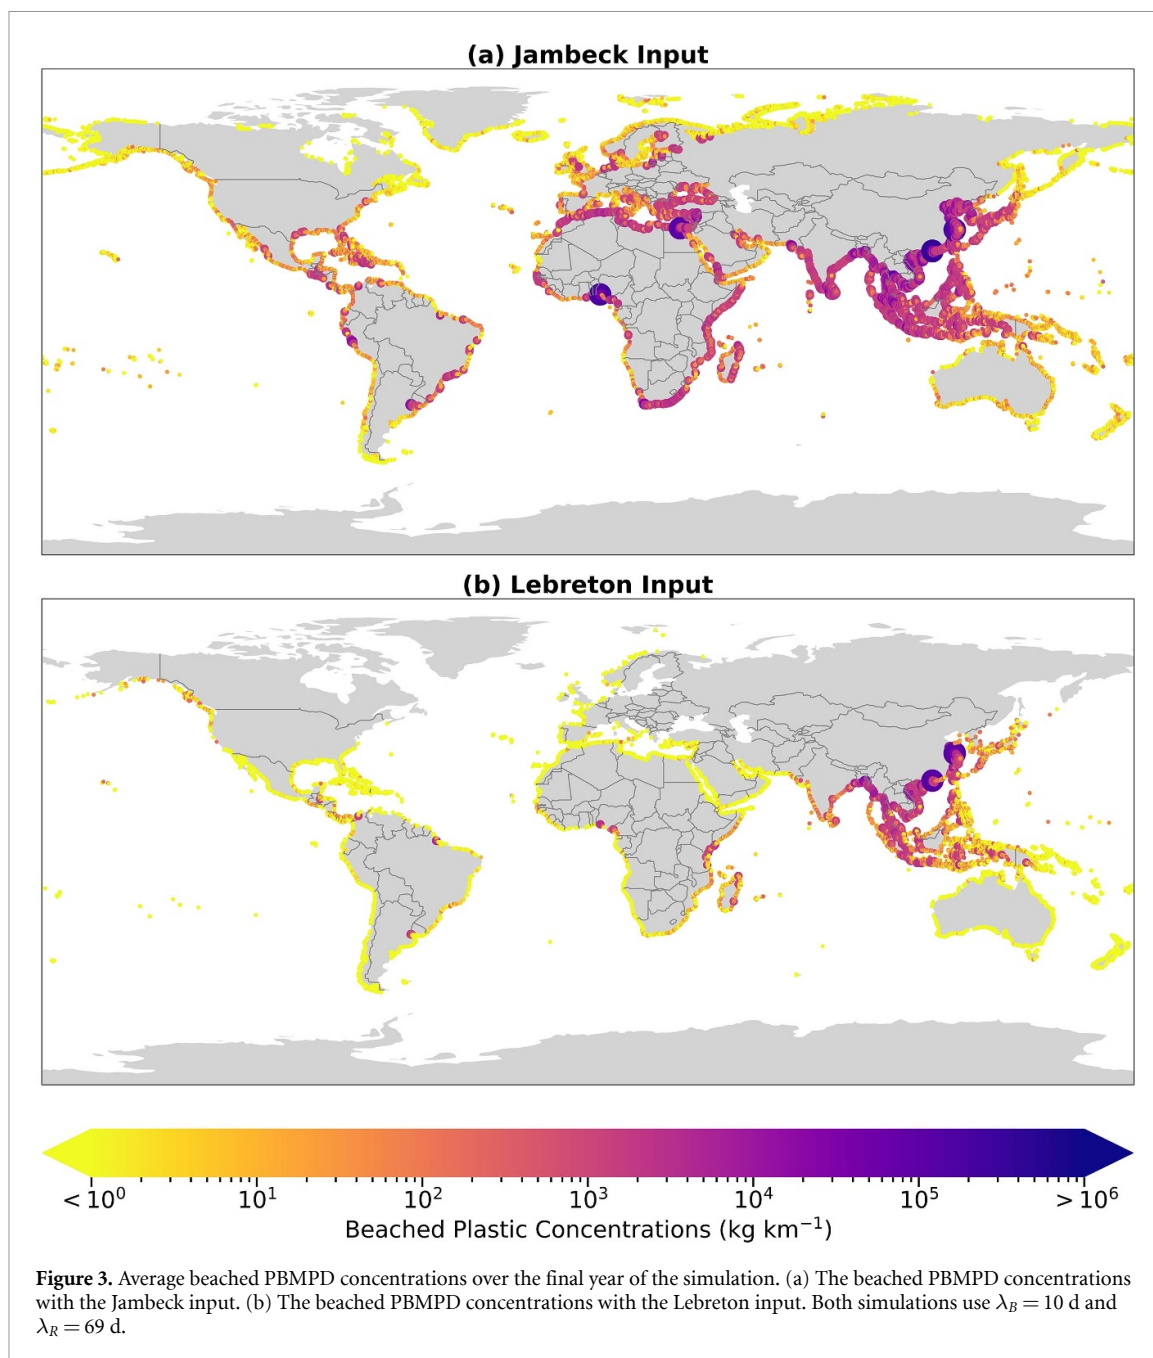 (a) Jambeck Input
(b) Lebreton Input
< 10⁰ 10¹ 10² 10³ 10⁴ 10⁵ > 10⁶
Beached Plastic Concentrations (kg km⁻¹)
Figure 3. Average beached PBMPD concentrations over the final year of the simulation. (a) The beached PBMPD concentrations
with the Jambeck input. (b) The beached PBMPD concentrations with the Lebreton input. Both simulations use λ_B = 10 d and
λ_R = 69 d.